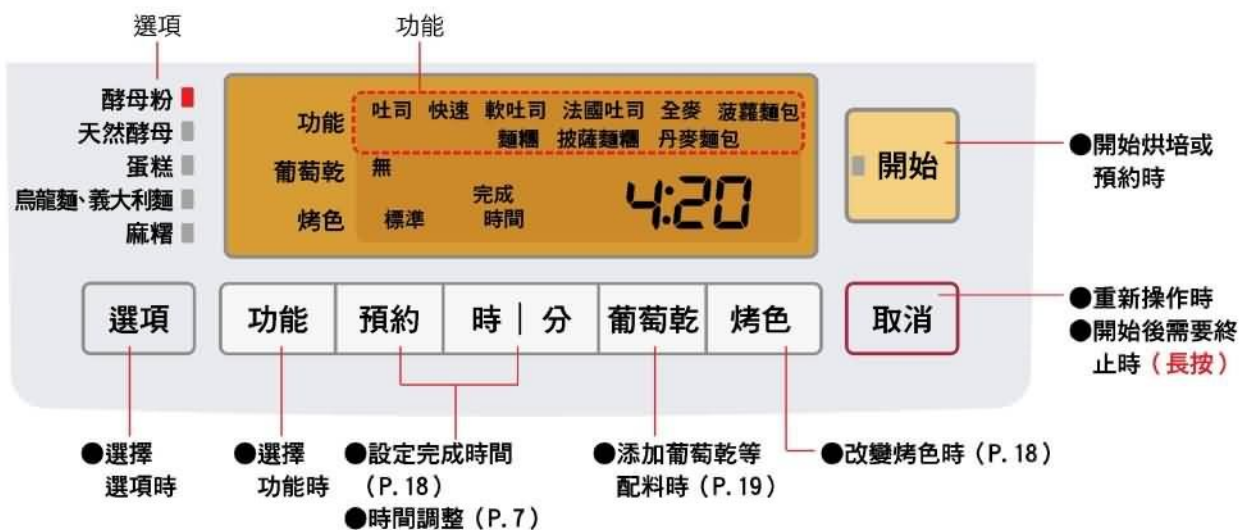 選項
功能
酵母粉
天然酵母
蛋糕
烏龍麵、義大利麵
麻糬
功能 吐司 快速 軟吐司 法國吐司 全麥 菠蘿麵包
麵糰 披薩麵糰 丹麥麵包
葡萄乾 無
烤色 標準
完成
時間
4:20
開始
●開始烘培或
預約時
選項
功能
預約
時｜分
葡萄乾
烤色
取消
●重新操作時
●開始後需要終
止時（長按）
●選擇
選項時
●選擇
功能時
●設定完成時間
（P.18）
●時間調整（P.7）
●添加葡萄乾等
配料時（P.19）
●改變烤色時（P.18）